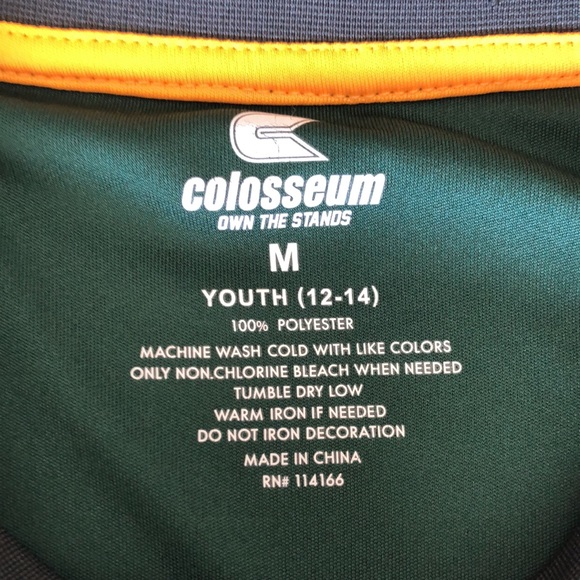 colosseum
OWN THE STANDS
M
YOUTH (12-14)
100% POLYESTER
MACHINE WASH COLD WITH LIKE COLORS
ONLY NON.CHLORINE BLEACH WHEN NEEDED
TUMBLE DRY LOW
WARM IRON IF NEEDED
DO NOT IRON DECORATION
MADE IN CHINA
RN# 114166